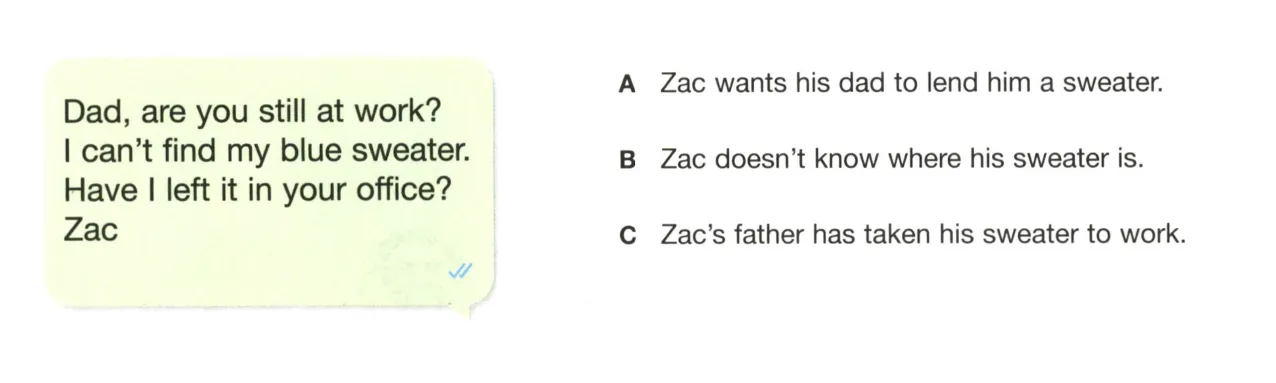 Dad, are you still at work?
I can't find my blue sweater.
Have I left it in your office?
Zac
A Zac wants his dad to lend him a sweater.
B Zac doesn't know where his sweater is.
C Zac's father has taken his sweater to work.